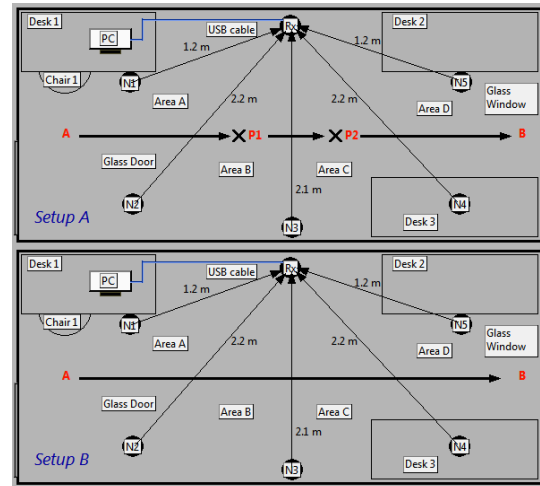 Desk 1
PC
USB cable
Rx
Desk 2
1.2 m
1.2 m
Chair 1
N1
N5
Area A
2.2 m
2.2 m
Area D
Glass
Window
A
P1
P2
B
Glass Door
Area B
Area C
N2
N4
2.1 m
Setup A
N3
Desk 3
Desk 1
PC
USB cable
Rx
Desk 2
1.2 m
1.2 m
Chair 1
N1
N5
Area A
2.2 m
2.2 m
Area D
Glass
Window
A
B
Glass Door
Area B
Area C
2.1 m
N2
N4
Setup B
N3
Desk 3